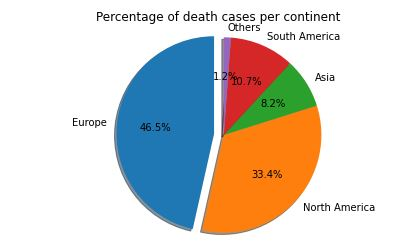 Percentage of death cases per continent
Others
South America
1.2%
10.7%
Asia
8.2%
Europe
46.5%
33.4%
North America